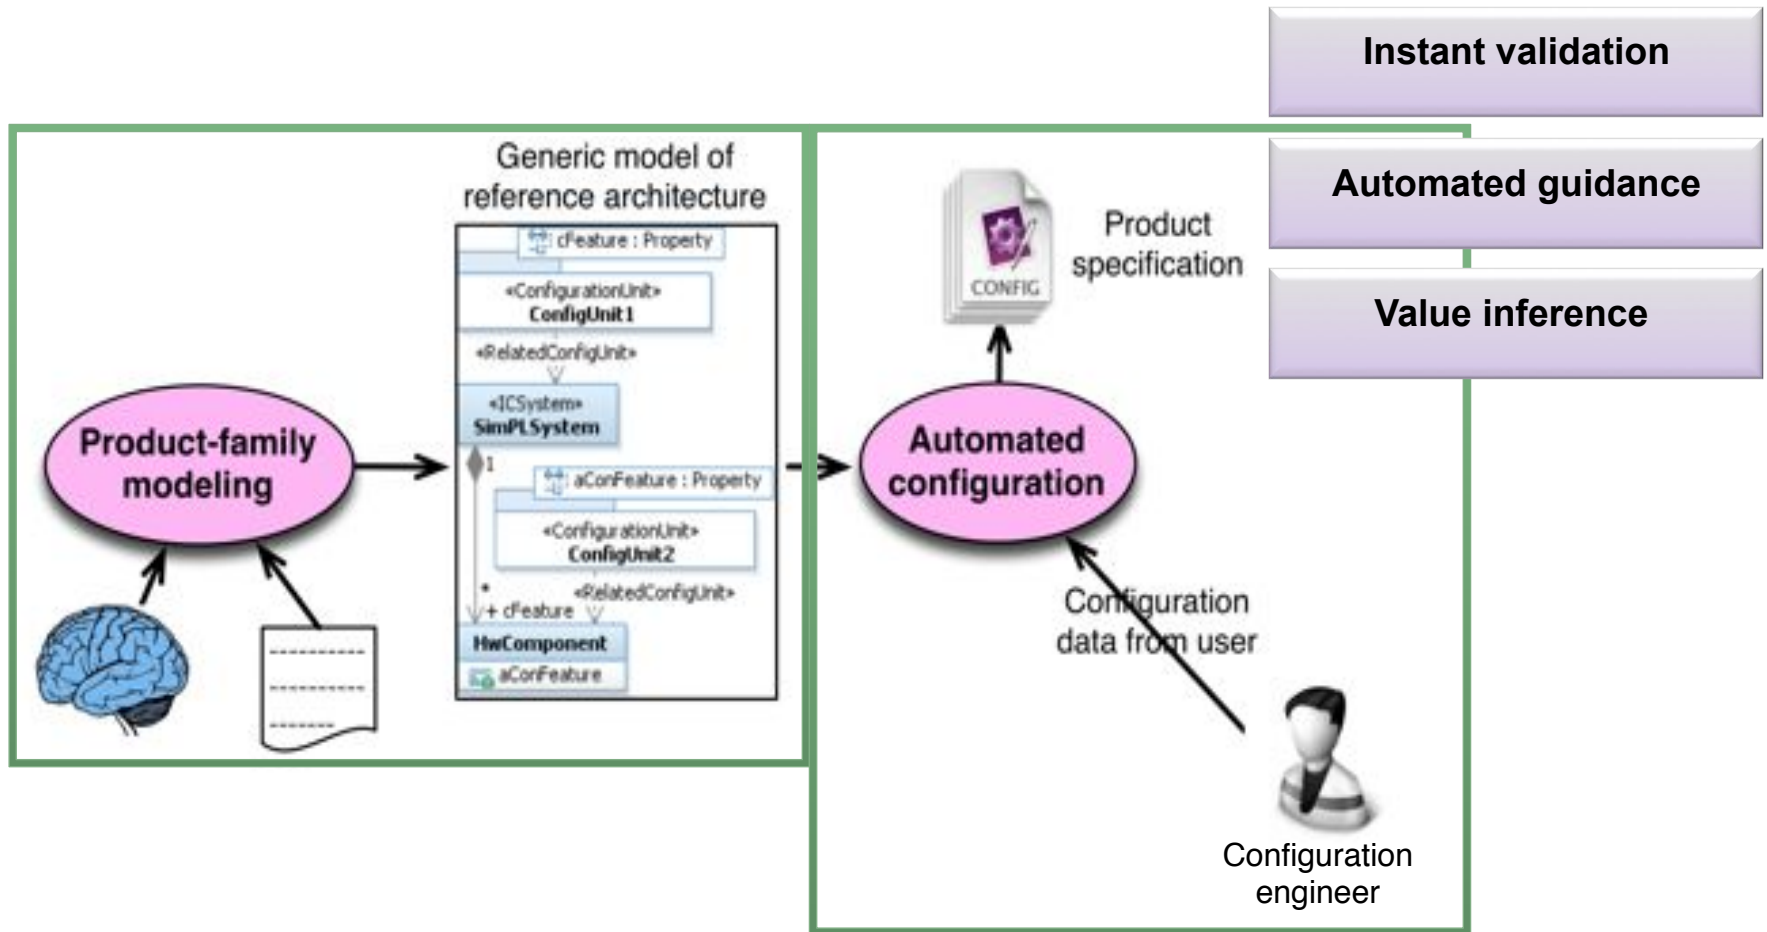 Instant validation
Automated guidance
Value inference
Generic model of
reference architecture
: cFeature : Property
«ConfigurationUnit»
ConfigUnit1
«RelatedConfigUnit»
«ICSystem»
SimPLSystem
1
: aConFeature : Property
«ConfigurationUnit»
ConfigUnit2
«RelatedConfigUnit»
*
+ cFeature
HwComponent
aConFeature
Product-family
modeling
CONFIG
Product
specification
Automated
configuration
Configuration
data from user
Configuration
engineer